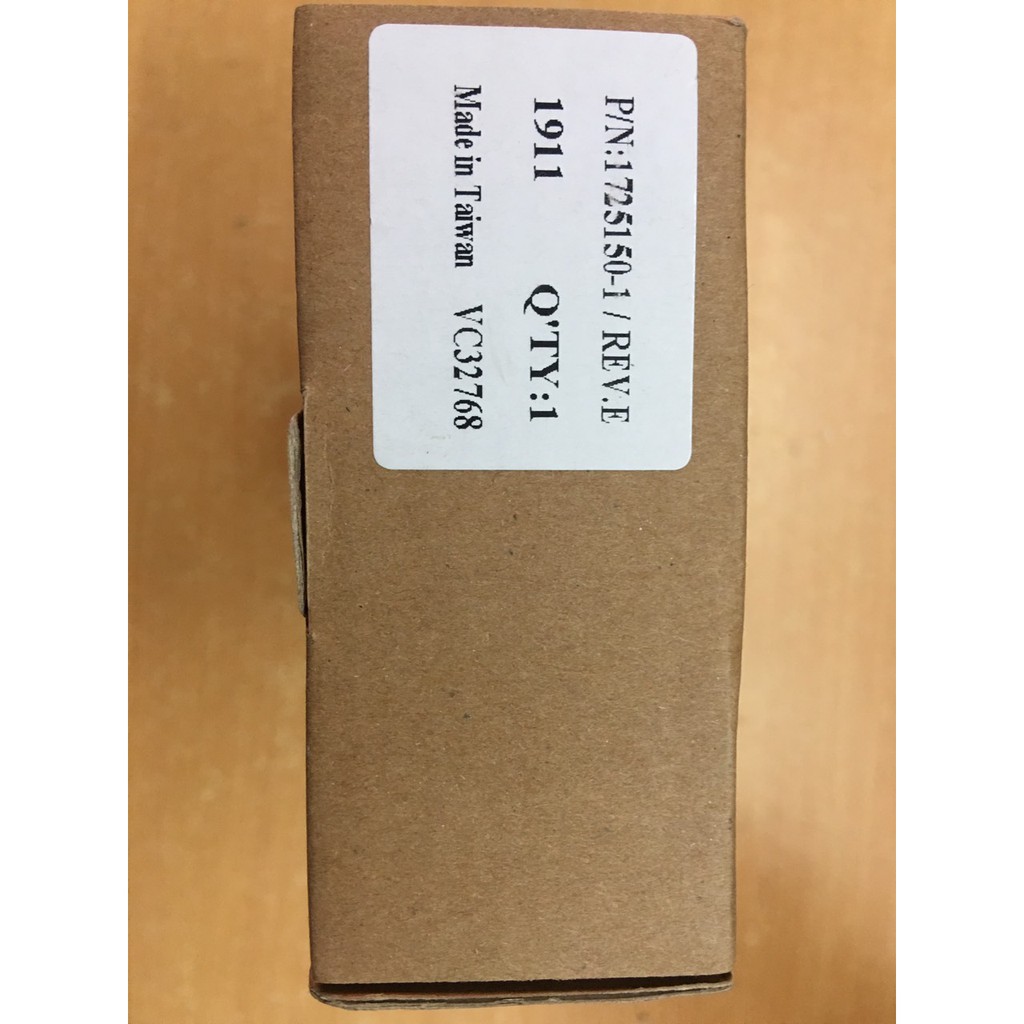 P/N:1725150-1 / REV.E
1911 Q'TY:1
Made in Taiwan VC32768